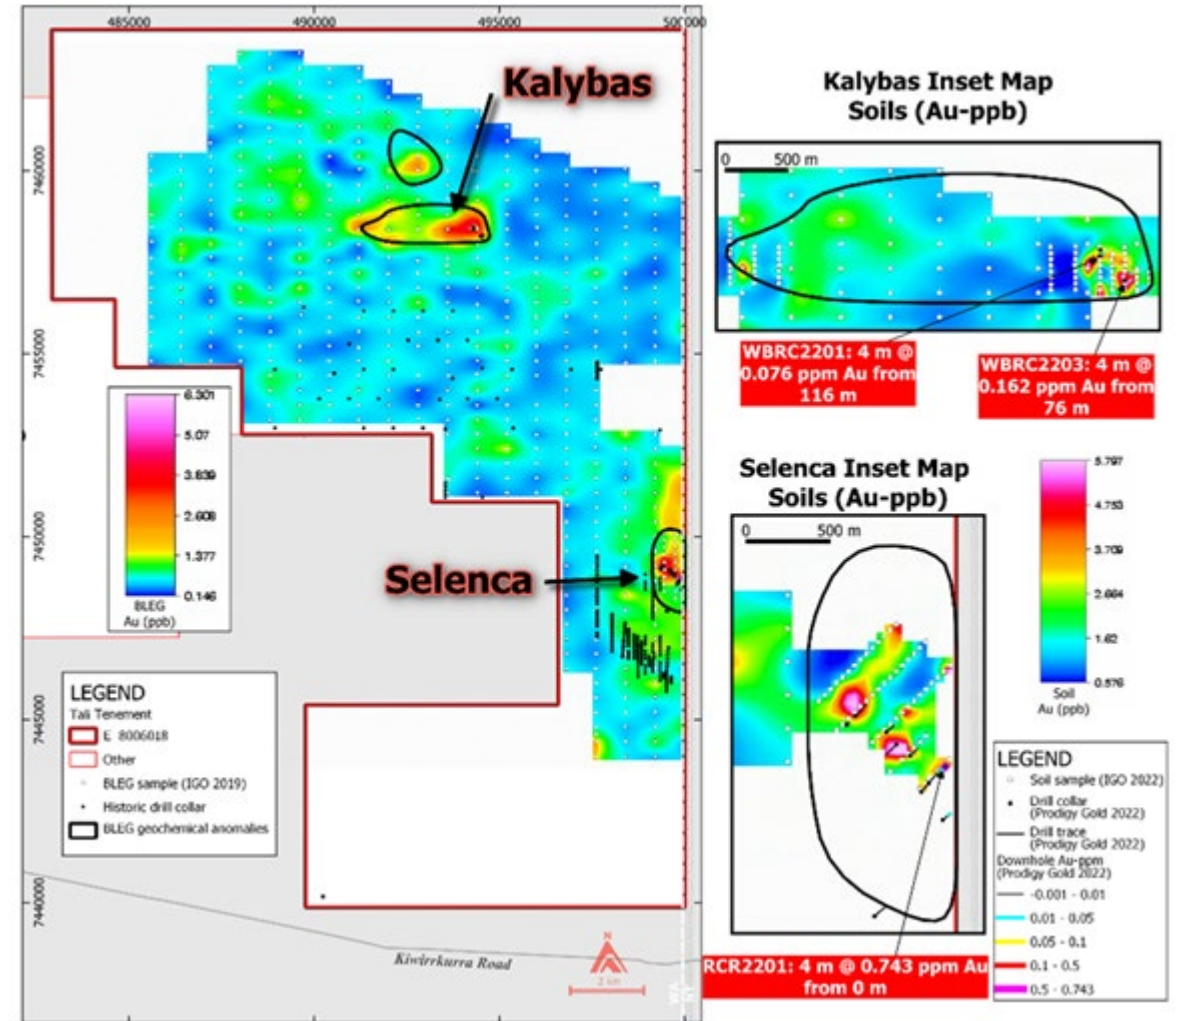 485000
490000
495000
500000
7460000
7455000
7450000
7445000
7440000
Kalybas
Selenca
6.301
5.07
3.839
2.608
1.377
0.146
BLEG
Au (ppb)
LEGEND
Tali Tenement
E 8006018
Other
BLEG sample (IGO 2019)
Historic drill collar
BLEG geochemical anomalies
Kiwirrkurra Road
N
2 km
WA
NT
Kalybas Inset Map
Soils (Au-ppb)
0 500 m
WBRC2201: 4 m @
0.076 ppm Au from
116 m
WBRC2203: 4 m @
0.162 ppm Au from
76 m
Selenca Inset Map
Soils (Au-ppb)
0 500 m
5.797
4.753
3.709
2.664
1.62
0.576
Soil
Au (ppb)
RCR2201: 4 m @ 0.743 ppm Au
from 0 m
LEGEND
Soil sample (IGO 2022)
Drill collar
(Prodigy Gold 2022)
Drill trace
(Prodigy Gold 2022)
Downhole Au-ppm
(Prodigy Gold 2022)
-0.001 - 0.01
0.01 - 0.05
0.05 - 0.1
0.1 - 0.5
0.5 - 0.743